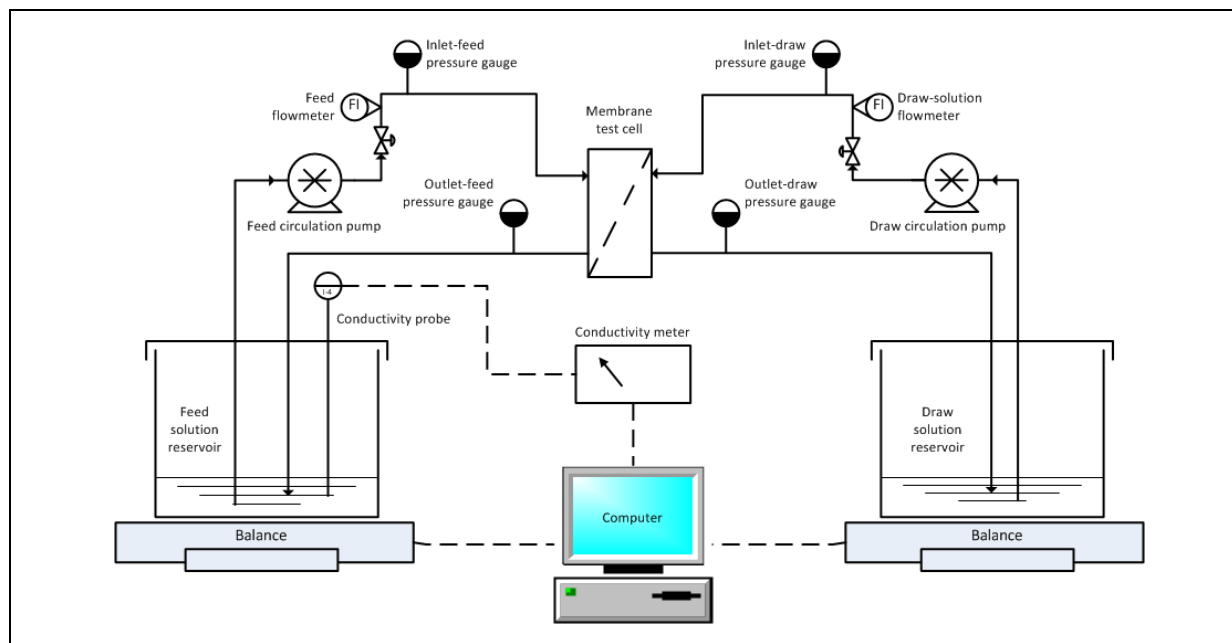 Inlet-feed
pressure gauge
Inlet-draw
pressure gauge
Feed
flowmeter
FI
Membrane
test cell
FI
Draw-solution
flowmeter
Outlet-feed
pressure gauge
Outlet-draw
pressure gauge
Feed circulation pump
Draw circulation pump
I-4
Conductivity probe
Conductivity meter
Feed
solution
reservoir
Draw
solution
reservoir
Computer
Balance
Balance